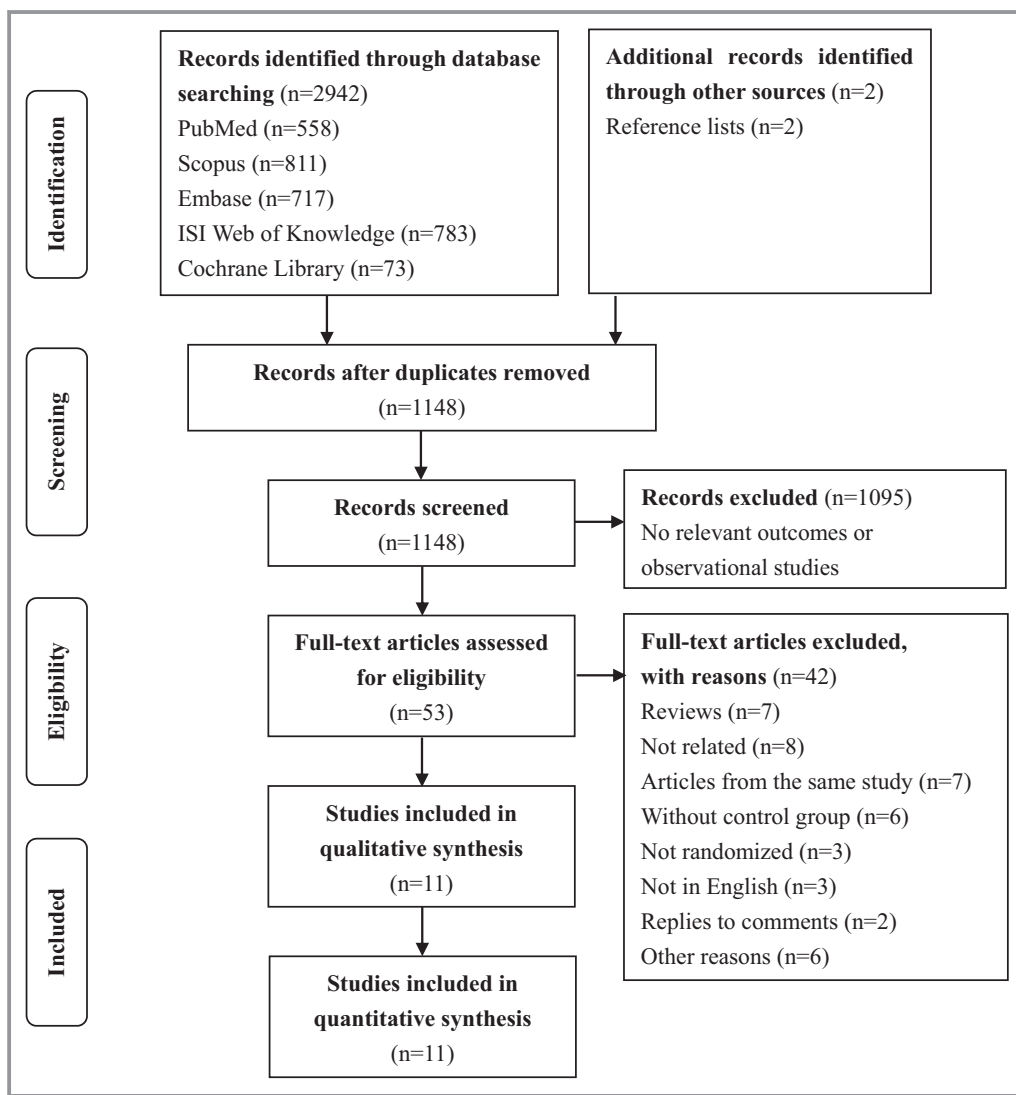 Identification
Records identified through database
searching (n=2942)
PubMed (n=558)
Scopus (n=811)
Embase (n=717)
ISI Web of Knowledge (n=783)
Cochrane Library (n=73)
Additional records identified
through other sources (n=2)
Reference lists (n=2)
Screening
Records after duplicates removed
(n=1148)
Records screened
(n=1148)
Records excluded (n=1095)
No relevant outcomes or
observational studies
Eligibility
Full-text articles assessed
for eligibility
(n=53)
Full-text articles excluded,
with reasons (n=42)
Reviews (n=7)
Not related (n=8)
Articles from the same study (n=7)
Without control group (n=6)
Not randomized (n=3)
Not in English (n=3)
Replies to comments (n=2)
Other reasons (n=6)
Included
Studies included in
qualitative synthesis
(n=11)
Studies included in
quantitative synthesis
(n=11)